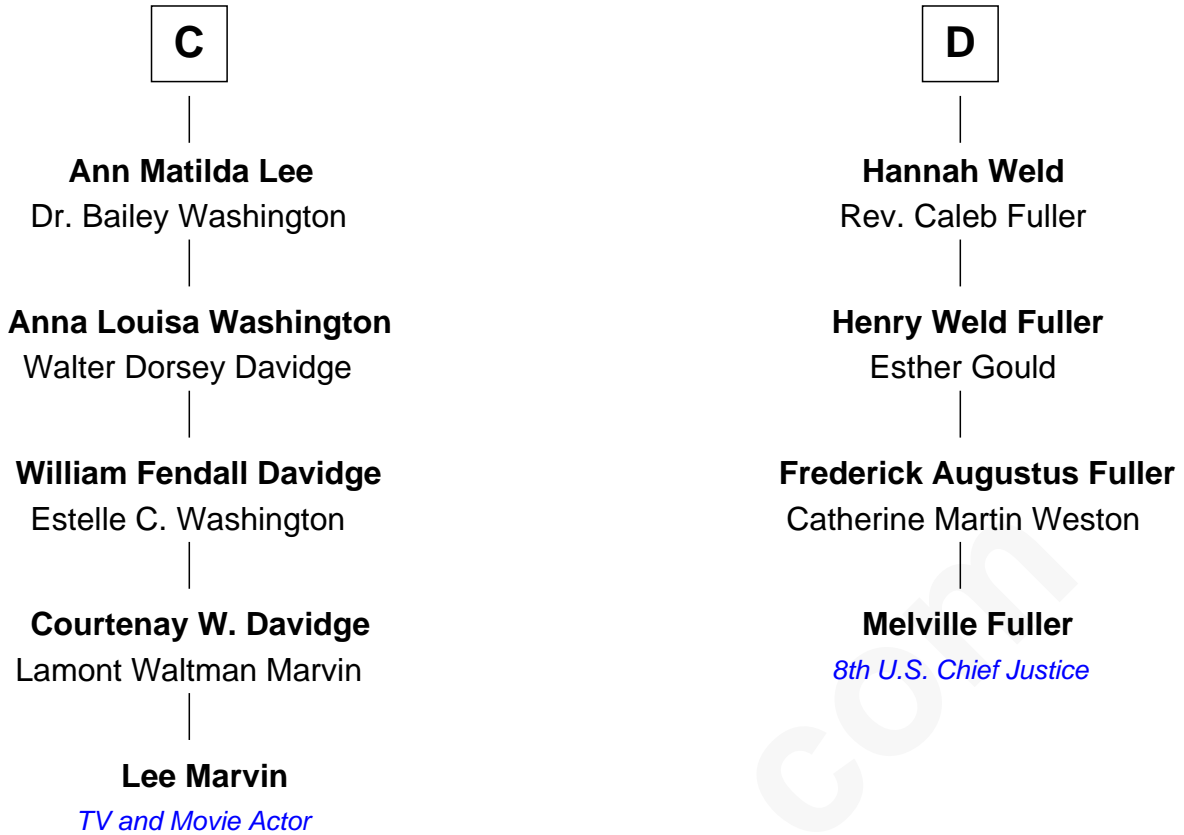 C
Ann Matilda Lee
Dr. Bailey Washington
Anna Louisa Washington
Walter Dorsey Davidge
William Fendall Davidge
Estelle C. Washington
Courtenay W. Davidge
Lamont Waltman Marvin
Lee Marvin
TV and Movie Actor
D
Hannah Weld
Rev. Caleb Fuller
Henry Weld Fuller
Esther Gould
Frederick Augustus Fuller
Catherine Martin Weston
Melville Fuller
8th U.S. Chief Justice
com